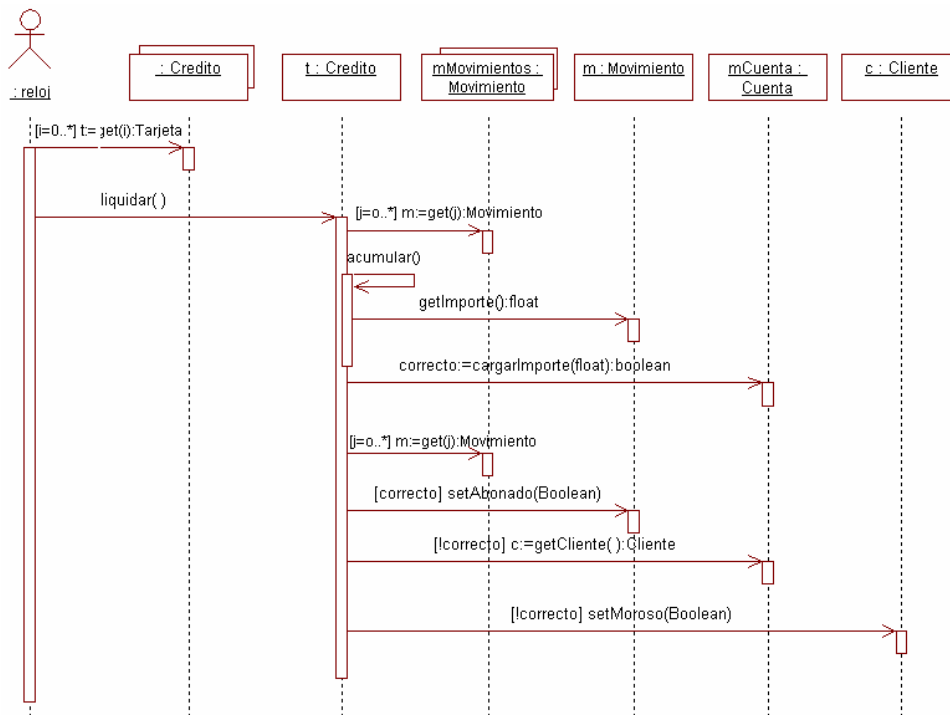 : reloj
: Credito
t : Credito
mMovimientos :
Movimiento
m : Movimiento
mCuenta :
Cuenta
c : Cliente
[i=0..*] t:= get(i):Tarjeta
liquidar( )
[j=o..*] m:=get(j):Movimiento
acumular()
getImporte():float
correcto:=cargarImporte(float):boolean
[j=o..*] m:=get(j):Movimiento
[correcto] setAbonado(Boolean)
[!correcto] c:=getCliente( ):Cliente
[!correcto] setMoroso(Boolean)